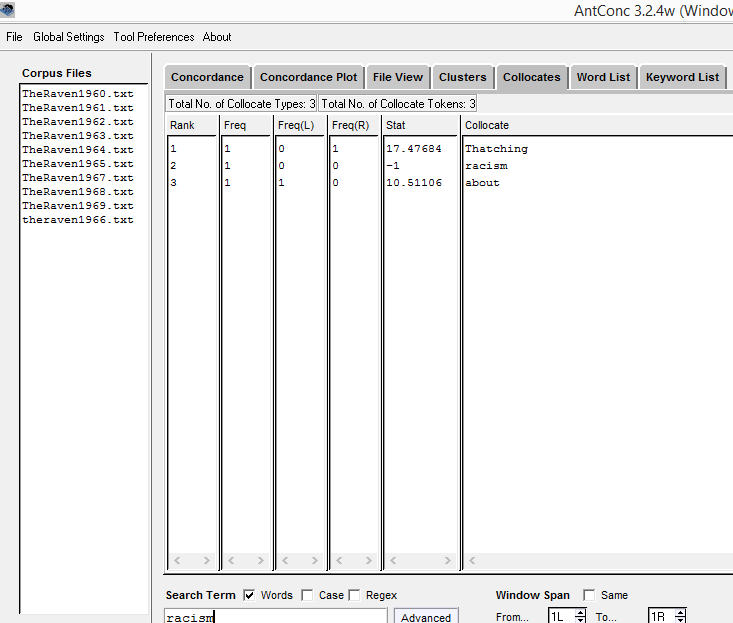 AntConc 3.2.4w (Window
File Global Settings Tool Preferences About
Corpus Files
TheRaven1960.txt
TheRaven1961.txt
TheRaven1962.txt
TheRaven1963.txt
TheRaven1964.txt
TheRaven1965.txt
TheRaven1967.txt
TheRaven1968.txt
TheRaven1969.txt
theraven1966.txt
Concordance Concordance Plot File View Clusters Collocates Word List Keyword List
Total No. of Collocate Types: 3 Total No. of Collocate Tokens: 3
Rank Freq Freq(L) Freq(R) Stat Collocate
1 1 0 1 17.47684 Thatching
2 1 0 0 -1 racism
3 1 1 0 10.51106 about
Search Term Words Case Regex Window Span Same
racism Advanced From... 1L To... 1R